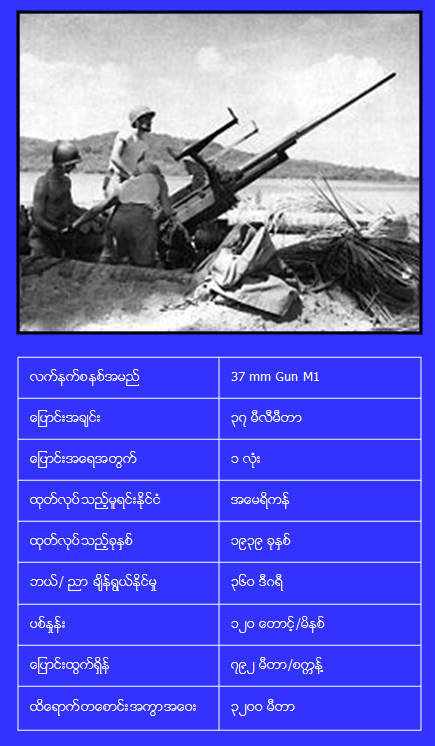 လက်နက်စနစ်အမည်
37 mm Gun M1
ပြောင်းအချင်း
၃၇ မီလီမီတာ
ပြောင်းအရေအတွက်
၁ လုံး
ထုတ်လုပ်သည့်မူရင်းနိုင်ငံ
အမေရိကန်
ထုတ်လုပ်သည့်ခုနှစ်
၁၉၃၉ ခုနှစ်
ဘယ်/ ညာ ချိန်ရွယ်နိုင်မှု
၃၆၀ ဒီဂရီ
ပစ်နှုန်း
၁၂၀ တောင့်/မိနစ်
ပြောင်းထွက်ရှိန်
၇၉၂ မီတာ/စက္ကန့်
ထိရောက်တစောင်းအကွာအဝေး
၃၂၀၀ မီတာ